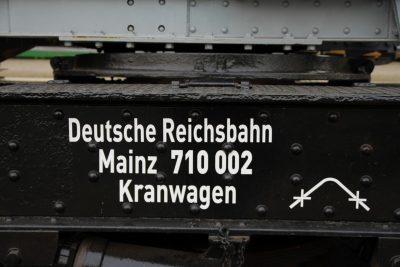 Deutsche Reichsbahn
Mainz 710 002
Kranwagen